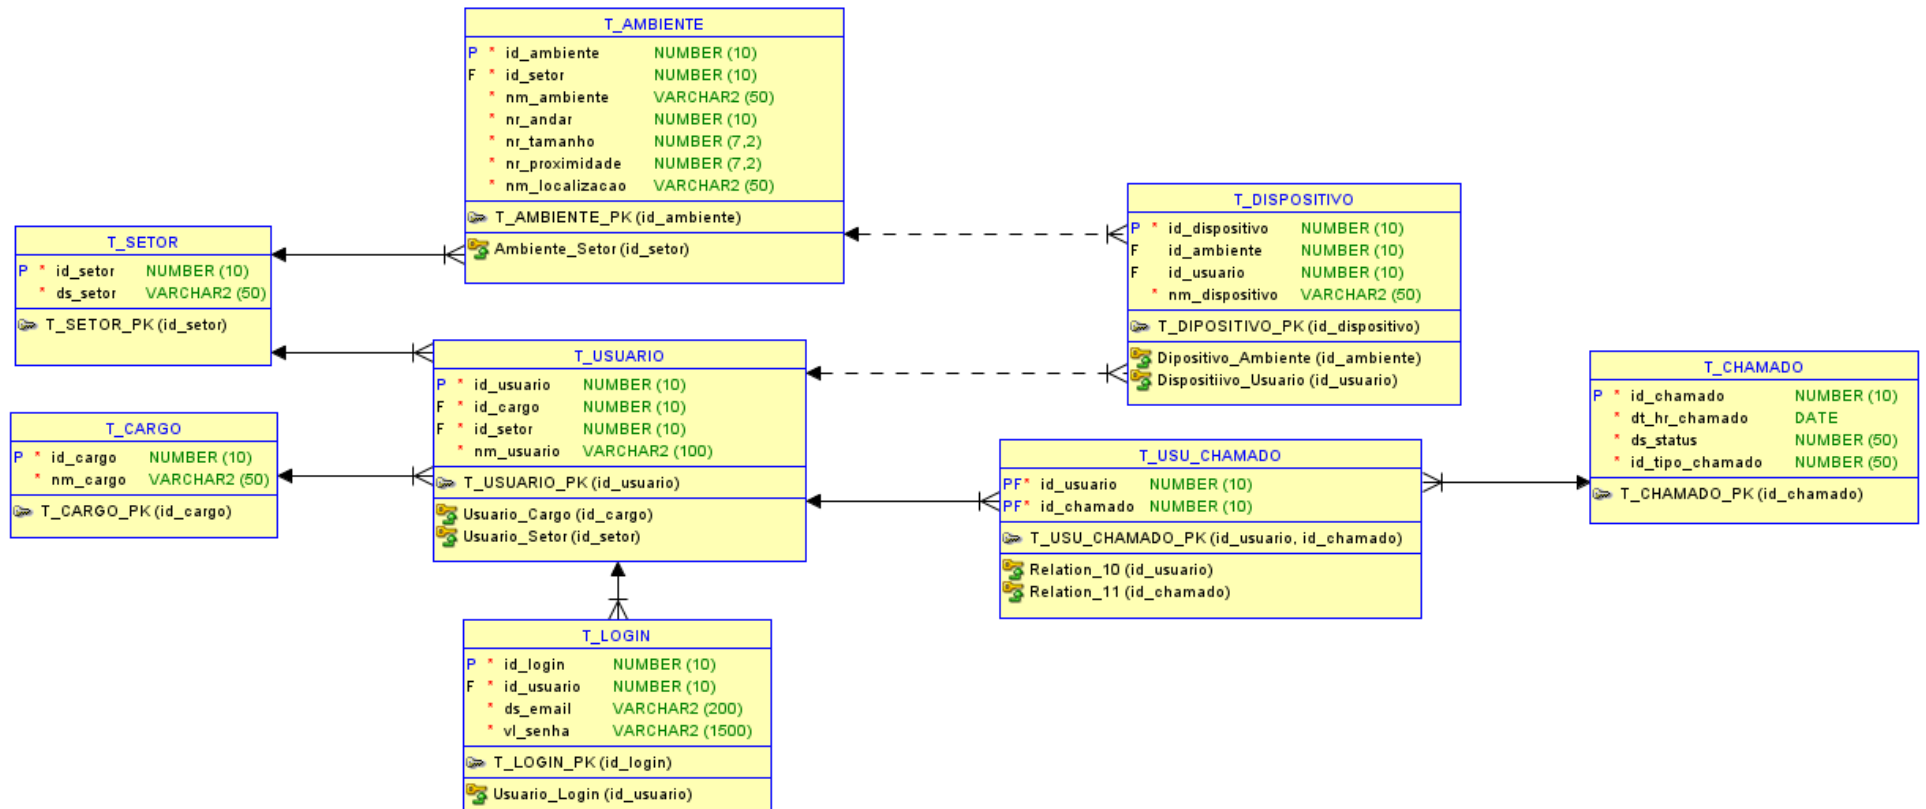 T_AMBIENTE
P * id_ambiente NUMBER (10)
F * id_setor NUMBER (10)
* nm_ambiente VARCHAR2 (50)
* nr_andar NUMBER (10)
* nr_tamanho NUMBER (7,2)
* nr_proximidade NUMBER (7,2)
* nm_localizacao VARCHAR2 (50)
T_AMBIENTE_PK (id_ambiente)
Ambiente_Setor (id_setor)
T_SETOR
P * id_setor NUMBER (10)
* ds_setor VARCHAR2 (50)
T_SETOR_PK (id_setor)
T_DISPOSITIVO
P * id_dispositivo NUMBER (10)
F id_ambiente NUMBER (10)
F id_usuario NUMBER (10)
* nm_dispositivo VARCHAR2 (50)
T_DIPOSITIVO_PK (id_dispositivo)
Dipositivo_Ambiente (id_ambiente)
Dispositiivo_Usuario (id_usuario)
T_USUARIO
P * id_usuario NUMBER (10)
F * id_cargo NUMBER (10)
F * id_setor NUMBER (10)
* nm_usuario VARCHAR2 (100)
T_USUARIO_PK (id_usuario)
Usuario_Cargo (id_cargo)
Usuario_Setor (id_setor)
T_CARGO
P * id_cargo NUMBER (10)
* nm_cargo VARCHAR2 (50)
T_CARGO_PK (id_cargo)
T_CHAMADO
P * id_chamado NUMBER (10)
* dt_hr_chamado DATE
* ds_status NUMBER (50)
* id_tipo_chamado NUMBER (50)
T_CHAMADO_PK (id_chamado)
T_USU_CHAMADO
PF* id_usuario NUMBER (10)
PF* id_chamado NUMBER (10)
T_USU_CHAMADO_PK (id_usuario, id_chamado)
Relation_10 (id_usuario)
Relation_11 (id_chamado)
T_LOGIN
P * id_login NUMBER (10)
F * id_usuario NUMBER (10)
* ds_email VARCHAR2 (200)
* vl_senha VARCHAR2 (1500)
T_LOGIN_PK (id_login)
Usuario_Login (id_usuario)